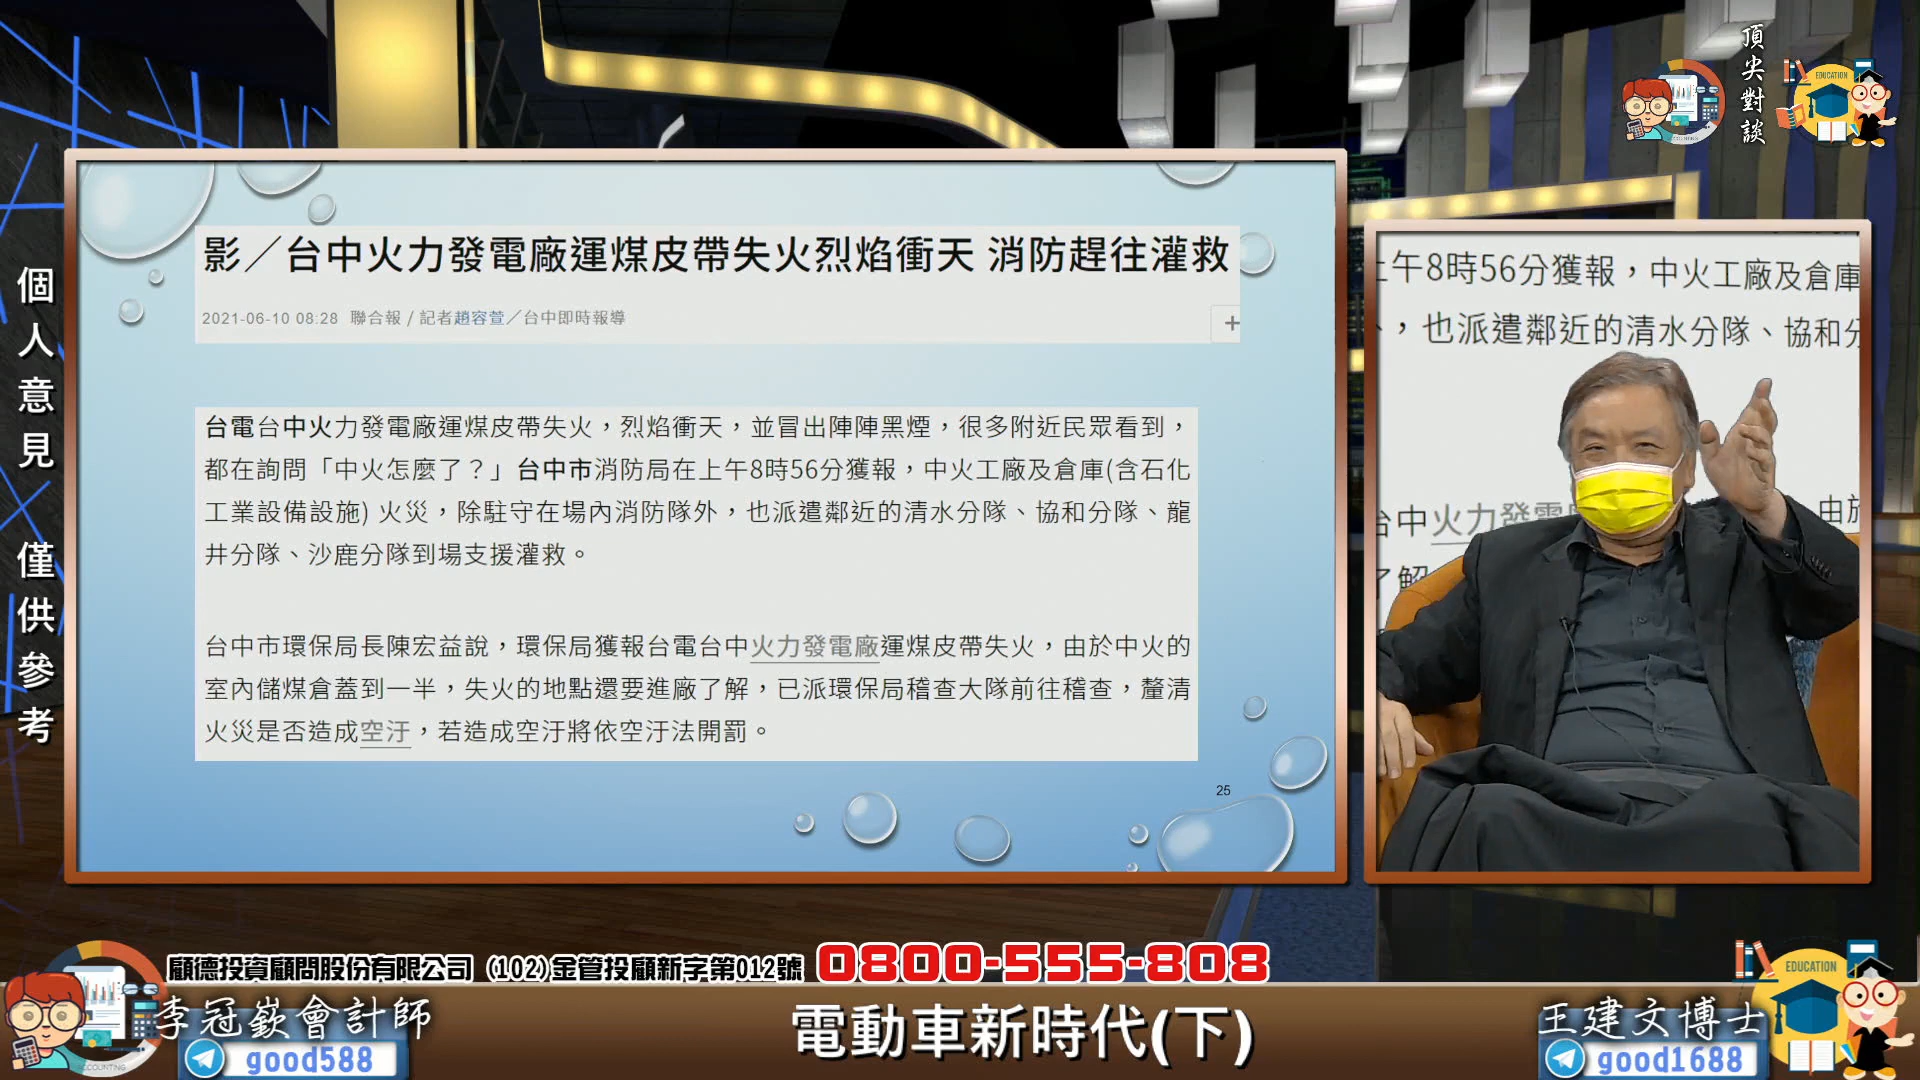 頂尖對談
EDUCATION
個人意見 僅供參考
影／台中火力發電廠運煤皮帶失火烈焰衝天 消防趕往灌救
2021-06-10 08:28 聯合報 / 記者趙容萱／台中即時報導
+
台電台中火力發電廠運煤皮帶失火，烈焰衝天，並冒出陣陣黑煙，很多附近民眾看到，
都在詢問「中火怎麼了？」台中市消防局在上午8時56分獲報，中火工廠及倉庫(含石化
工業設備設施) 火災，除駐守在場內消防隊外，也派遣鄰近的清水分隊、協和分隊、龍
井分隊、沙鹿分隊到場支援灌救。
台中市環保局長陳宏益說，環保局獲報台電台中火力發電廠運煤皮帶失火，由於中火的
室內儲煤倉蓋到一半，失火的地點還要進廠了解，已派環保局稽查大隊前往稽查，釐清
火災是否造成空汙，若造成空汙將依空汙法開罰。
25
上午8時56分獲報，中火工廠及倉庫
、，也派遣鄰近的清水分隊、協和分
台中火力發電
由於
了解
顧德投資顧問股份有限公司 (102)金管投顧新字第012號 0800-555-808
李冠嶔會計師
good588
ACCOUNTING
電動車新時代(下)
王建文博士
good1688
EDUCATION